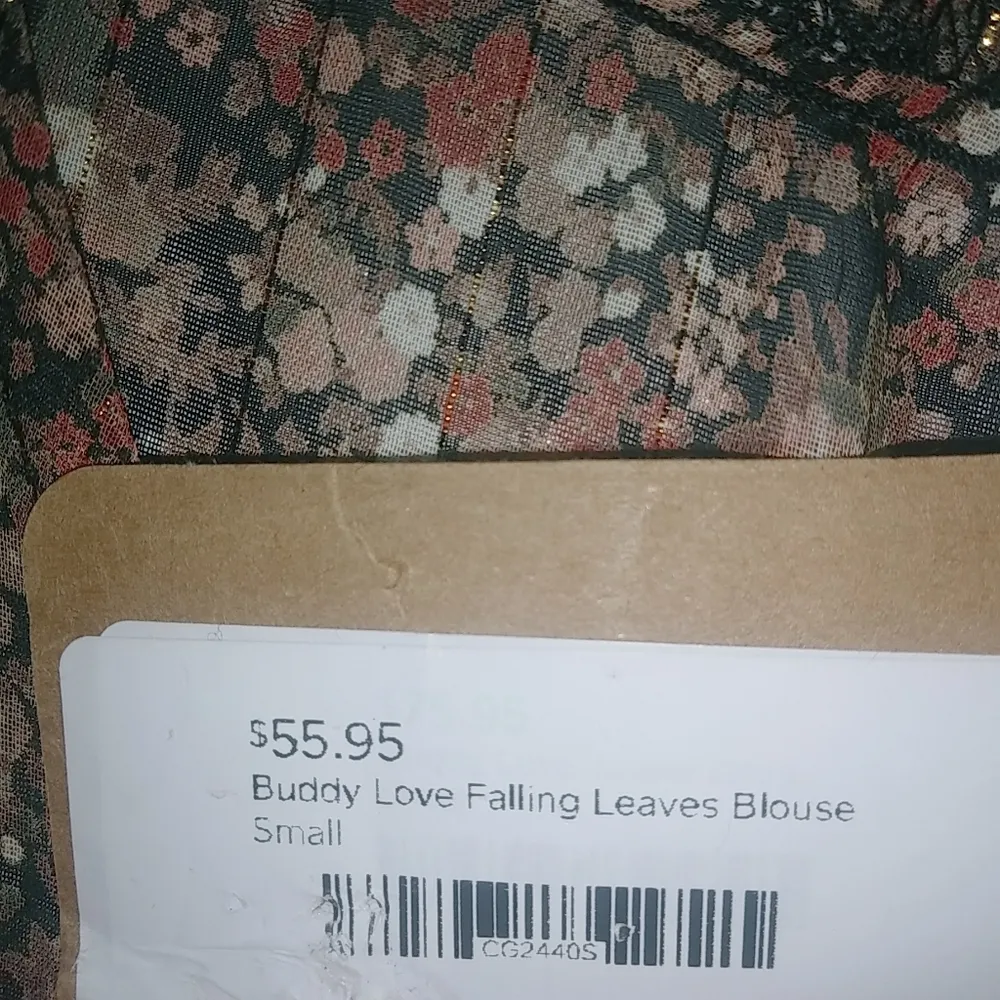 $55.95
Buddy Love Falling Leaves Blouse
Small
CG2440S